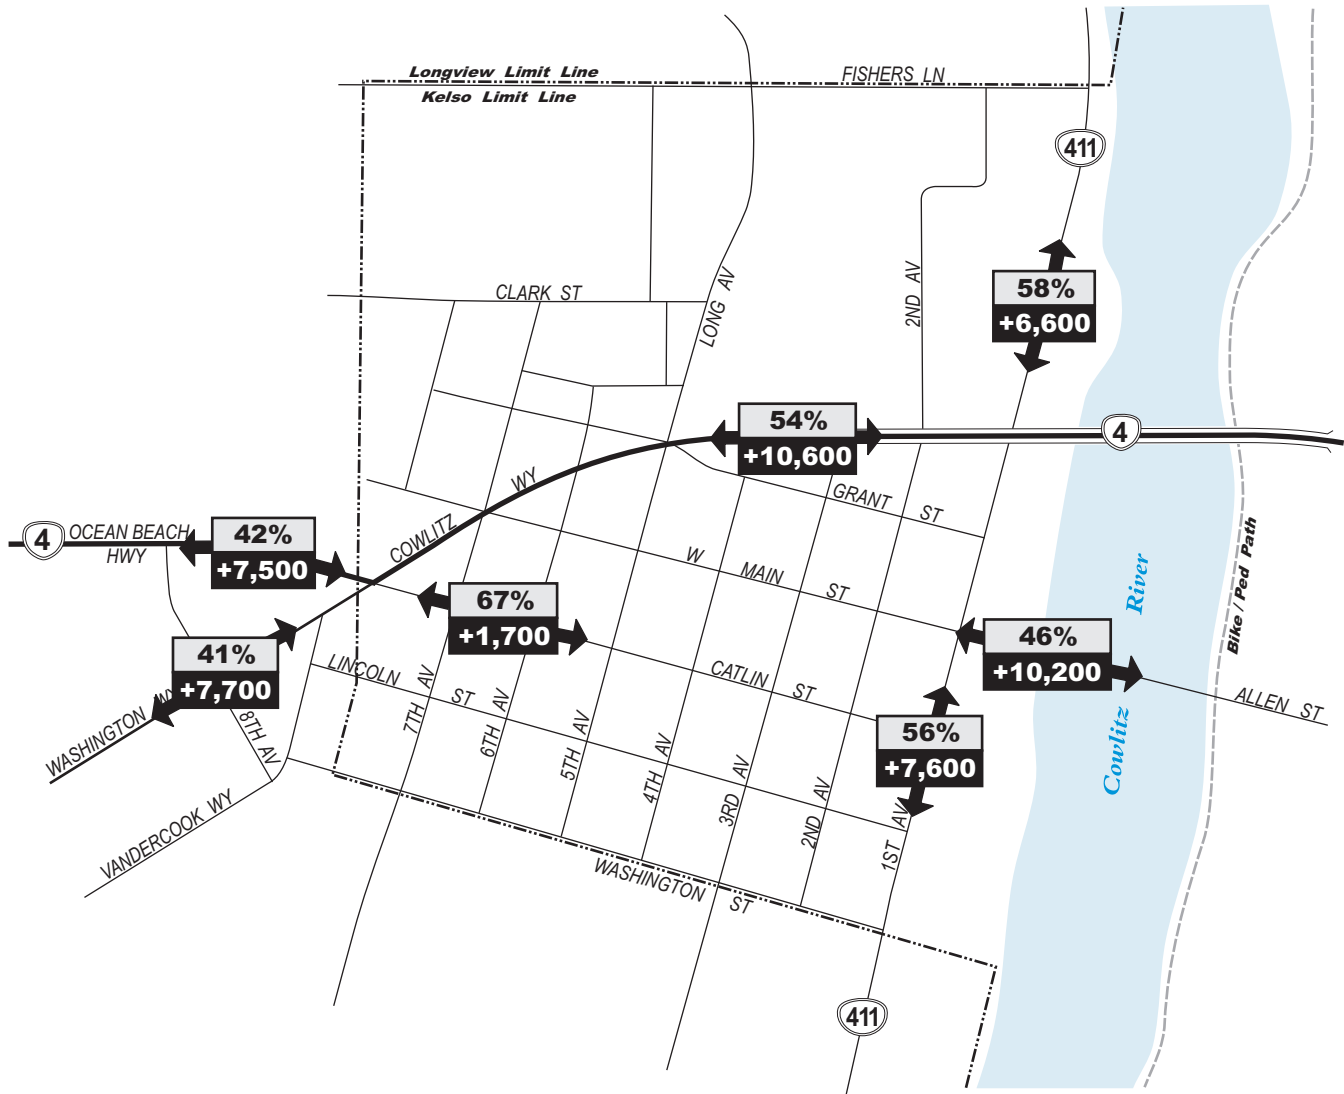 Longview Limit Line
Kelso Limit Line
FISHERS LN
411
CLARK ST
LONG AV
2ND AV
58%
+6,600
54%
+10,600
4
COWLITZ WY
GRANT ST
4
OCEAN BEACH
HWY
42%
+7,500
W MAIN ST
67%
+1,700
46%
+10,200
River
Cowlitz
Bike / Ped Path
41%
+7,700
WASHINGTON WY
8TH AV
LINCOLN ST
7TH AV
6TH AV
5TH AV
4TH AV
3RD AV
2ND AV
1ST AV
CATLIN ST
56%
+7,600
ALLEN ST
VANDERCOOK WY
WASHINGTON ST
411